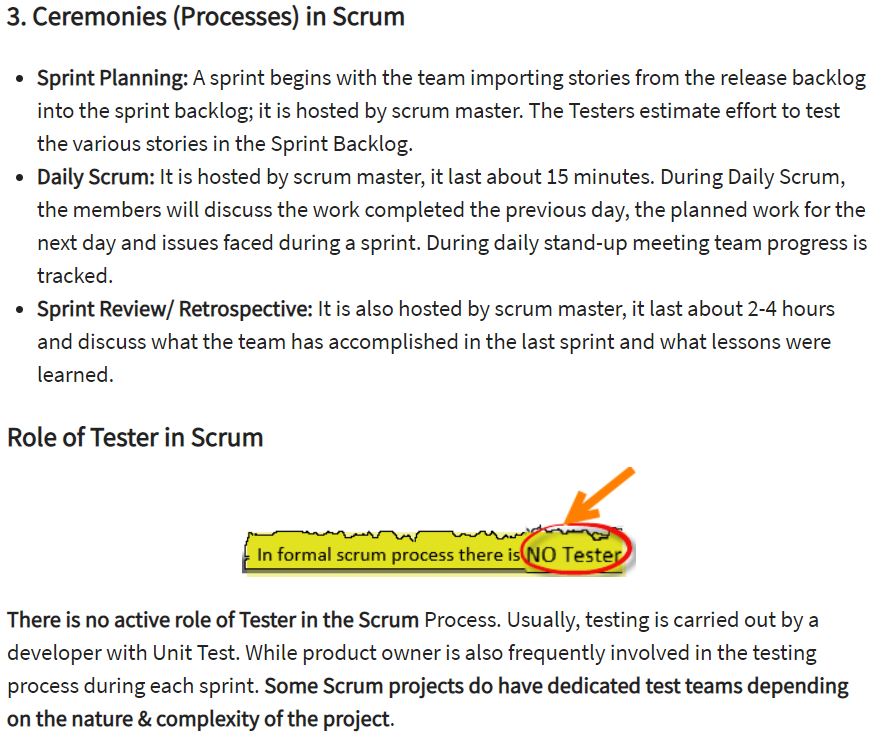 3. Ceremonies (Processes) in Scrum
• Sprint Planning: A sprint begins with the team importing stories from the release backlog
into the sprint backlog; it is hosted by scrum master. The Testers estimate effort to test
the various stories in the Sprint Backlog.
• Daily Scrum: It is hosted by scrum master, it last about 15 minutes. During Daily Scrum,
the members will discuss the work completed the previous day, the planned work for the
next day and issues faced during a sprint. During daily stand-up meeting team progress is
tracked.
• Sprint Review/ Retrospective: It is also hosted by scrum master, it last about 2-4 hours
and discuss what the team has accomplished in the last sprint and what lessons were
learned.
Role of Tester in Scrum
In formal scrum process there is NO Tester
There is no active role of Tester in the Scrum Process. Usually, testing is carried out by a
developer with Unit Test. While product owner is also frequently involved in the testing
process during each sprint. Some Scrum projects do have dedicated test teams depending
on the nature & complexity of the project.